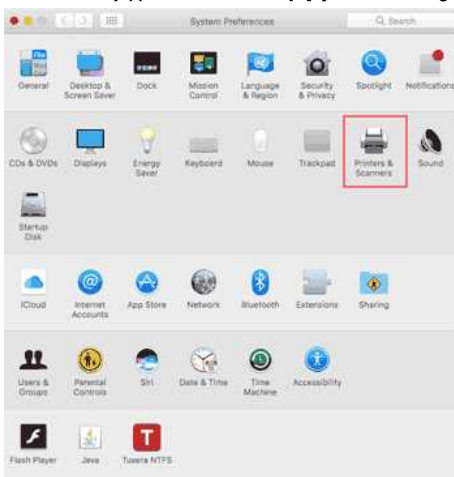 System Preferences
Search
General
Desktop &
Screen Saver
Dock
Mission
Control
Language
& Region
Security
& Privacy
Spotlight
Notifications
CDs & DVDs
Displays
Energy
Saver
Keyboard
Mouse
Trackpad
Printers &
Scanners
Sound
Startup
Disk
iCloud
Internet
Accounts
App Store
Network
Bluetooth
Extensions
Sharing
Users &
Groups
Parental
Controls
Siri
Date & Time
Time
Machine
Accessibility
Flash Player
Java
Tuxera NTFS